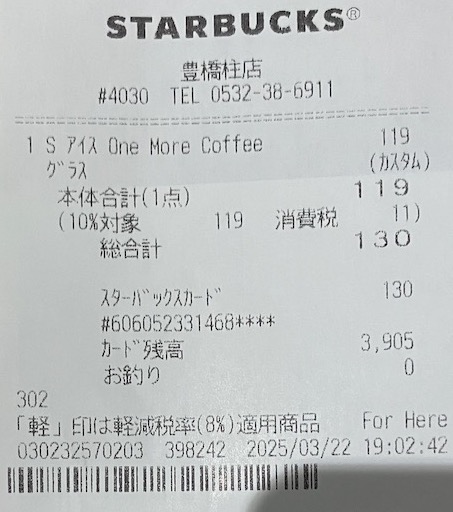 STARBUCKS®
豊橋柱店
#4030 TEL 0532-38-6911
1 S アイス One More Coffee 119
グラス (カスタム)
本体合計(1点) 119
(10%対象 119 消費税 11)
総合計 130
スターバックスカード 130
#606052331468****
カード残高 3,905
お釣り 0
302
「軽」印は軽減税率(8%)適用商品 For Here
030232570203 398242 2025/03/22 19:02:42